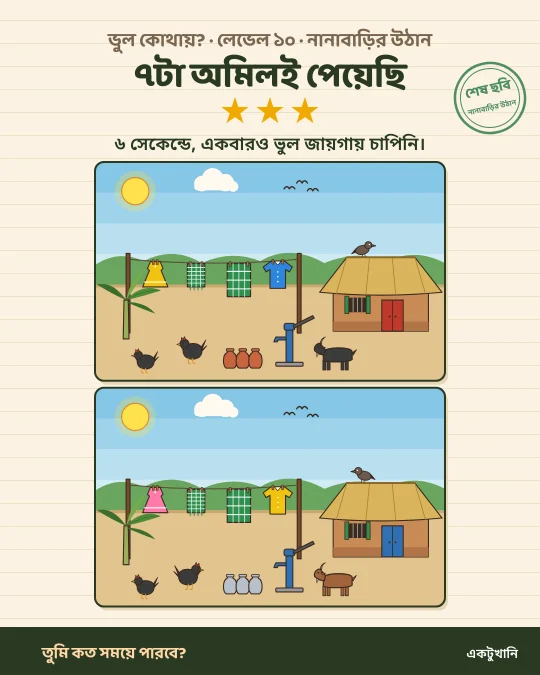 ভুল কোথায়? · লেভেল ১০ · নানাবাড়ির উঠান
৭টা অমিলই পেয়েছি
শেষ ছবি
নানাবাড়ির উঠান
৬ সেকেন্ডে, একবারও ভুল জায়গায় চাপিনি।
তুমি কত সময়ে পারবে?
একটুখানি